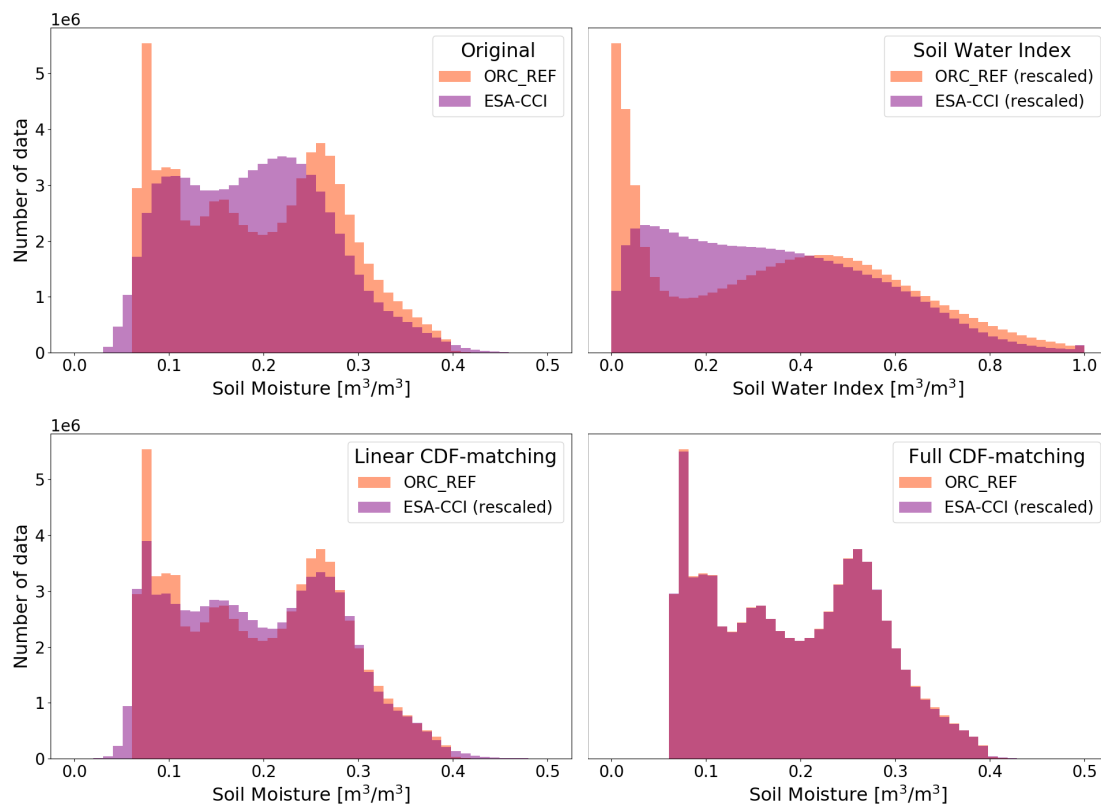 1e6
Original
ORC_REF
ESA-CCI
Number of data
5
4
3
2
1
0
0.0 0.1 0.2 0.3 0.4 0.5
Soil Moisture [m³/m³]
Soil Water Index
ORC_REF (rescaled)
ESA-CCI (rescaled)
0.0 0.2 0.4 0.6 0.8 1.0
Soil Water Index [m³/m³]
1e6
Linear CDF-matching
ORC_REF
ESA-CCI (rescaled)
Number of data
5
4
3
2
1
0
0.0 0.1 0.2 0.3 0.4 0.5
Soil Moisture [m³/m³]
Full CDF-matching
ORC_REF
ESA-CCI (rescaled)
0.0 0.1 0.2 0.3 0.4 0.5
Soil Moisture [m³/m³]